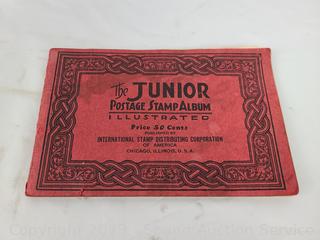 The JUNIOR
POSTAGE STAMP ALBUM
ILLUSTRATED
Price 50 Cents
PUBLISHED BY
INTERNATIONAL STAMP DISTRIBUTING CORPORATION
OF AMERICA
CHICAGO, ILLINOIS, U.S.A.